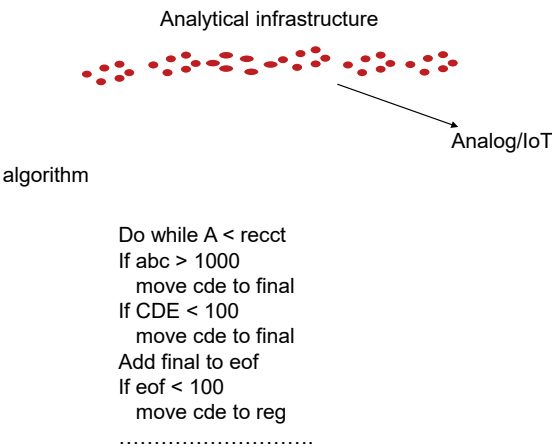 Analytical infrastructure
Analog/IoT
algorithm
Do while A < recct
If abc > 1000
move cde to final
If CDE < 100
move cde to final
Add final to eof
If eof < 100
move cde to reg
………………………..